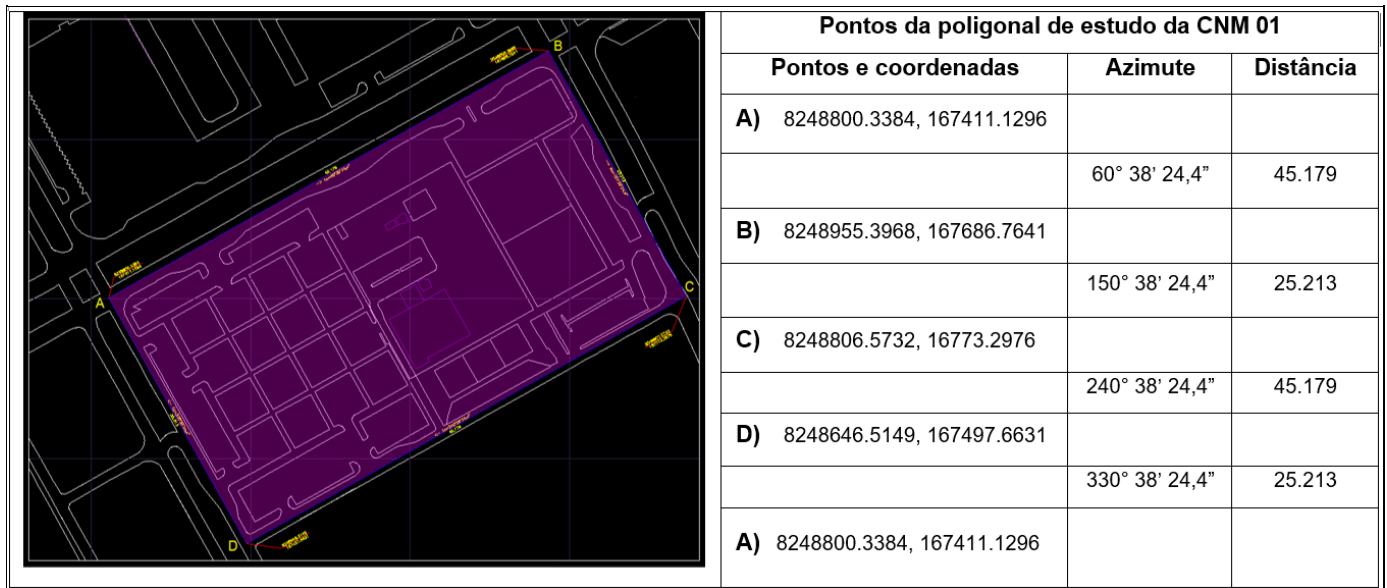 B
A
C
D
Pontos da poligonal de estudo da CNM 01
Pontos e coordenadas Azimute Distância
A) 8248800.3384, 167411.1296
60° 38’ 24,4” 45.179
B) 8248955.3968, 167686.7641
150° 38’ 24,4” 25.213
C) 8248806.5732, 16773.2976
240° 38’ 24,4” 45.179
D) 8248646.5149, 167497.6631
330° 38’ 24,4” 25.213
A) 8248800.3384, 167411.1296